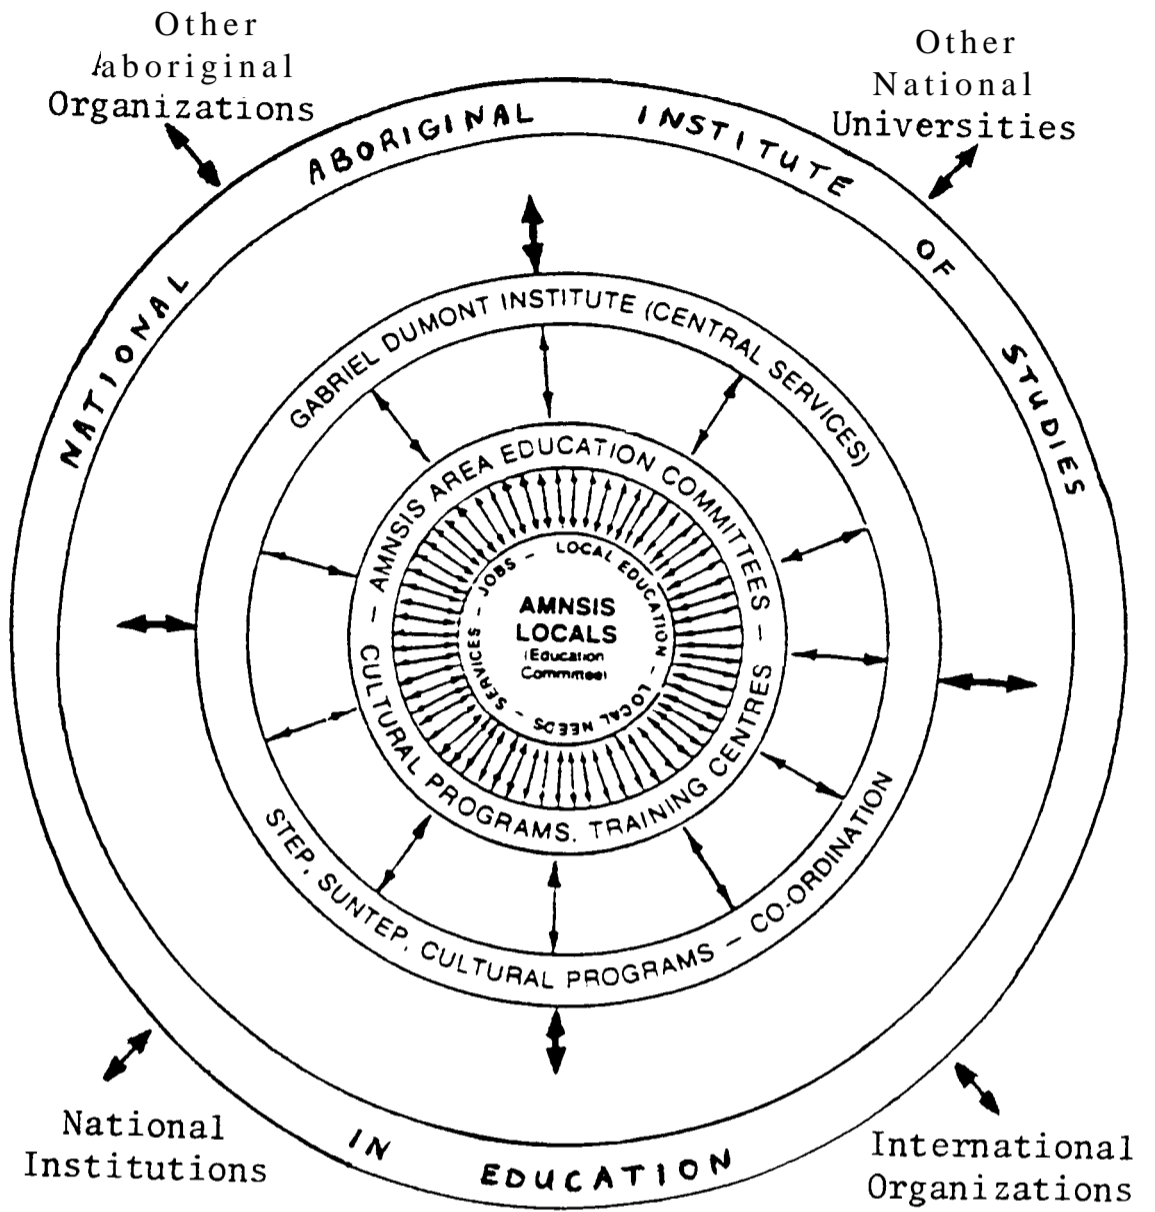 Other
Aboriginal
Organizations
Other
National
Universities
NATIONAL ABORIGINAL INSTITUTE OF STUDIES
IN EDUCATION
GABRIEL DUMONT INSTITUTE (CENTRAL SERVICES)
STEP, SUNTEP, CULTURAL PROGRAMS – CO-ORDINATION
– AMNSIS AREA EDUCATION COMMITTEES –
CULTURAL PROGRAMS, TRAINING CENTRES
LOCAL EDUCATION – LOCAL NEEDS – SERVICES – JOBS –
AMNSIS
LOCALS
(Education
Committee)
National
Institutions
International
Organizations